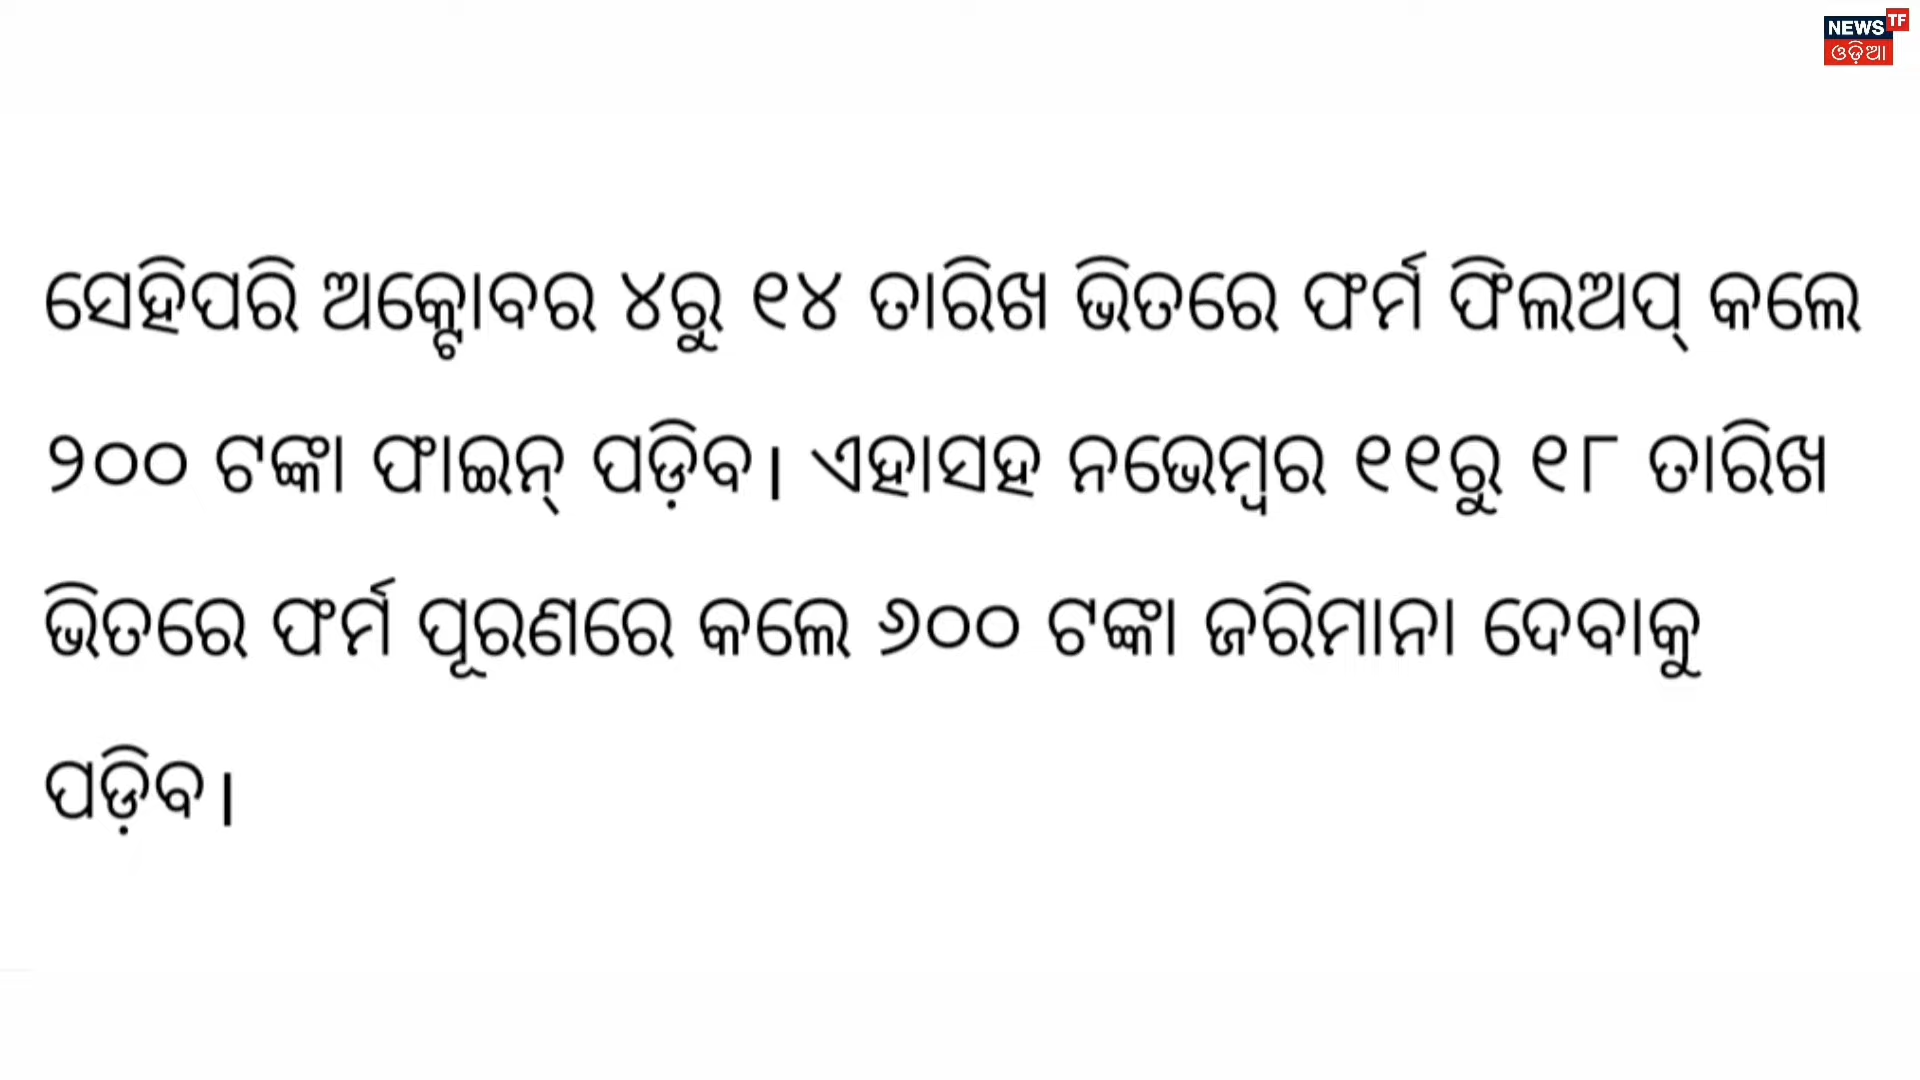 NEWS TF
ଓଡ଼ିଆ
ସେହିପରି ଅକ୍ଟୋବର ୪ରୁ ୧୪ ତାରିଖ ଭିତରେ ଫର୍ମ ଫିଲଅପ୍ କଲେ
୨୦୦ ଟଙ୍କା ଫାଇନ୍ ପଡ଼ିବ। ଏହାସହ ନଭେମ୍ବର ୧୧ରୁ ୧୮ ତାରିଖ
ଭିତରେ ଫର୍ମ ପୂରଣରେ କଲେ ୬୦୦ ଟଙ୍କା ଜରିମାନା ଦେବାକୁ
ପଡ଼ିବ।